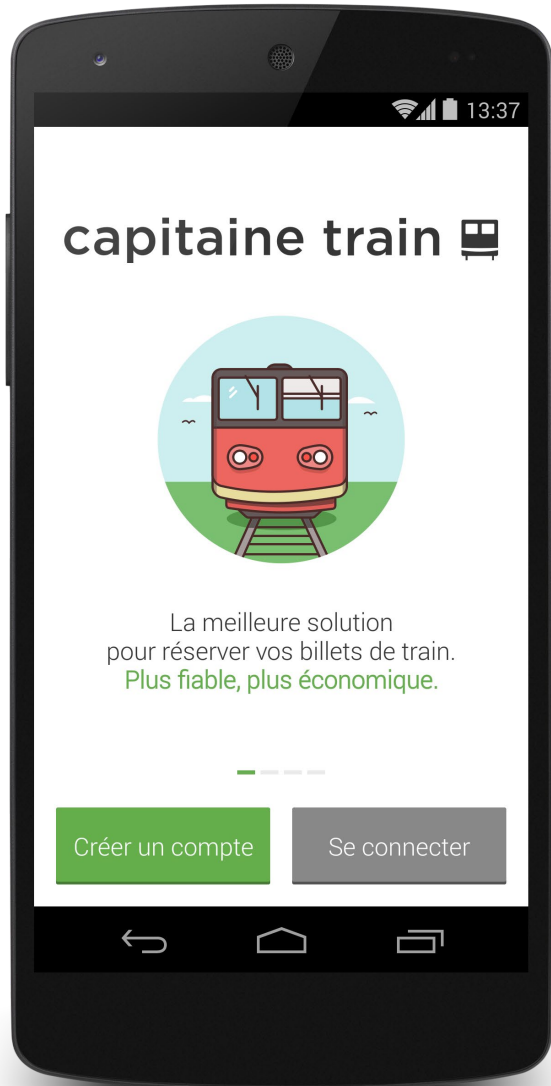 13:37
capitaine train
La meilleure solution
pour réserver vos billets de train.
Plus fiable, plus économique.
Créer un compte
Se connecter